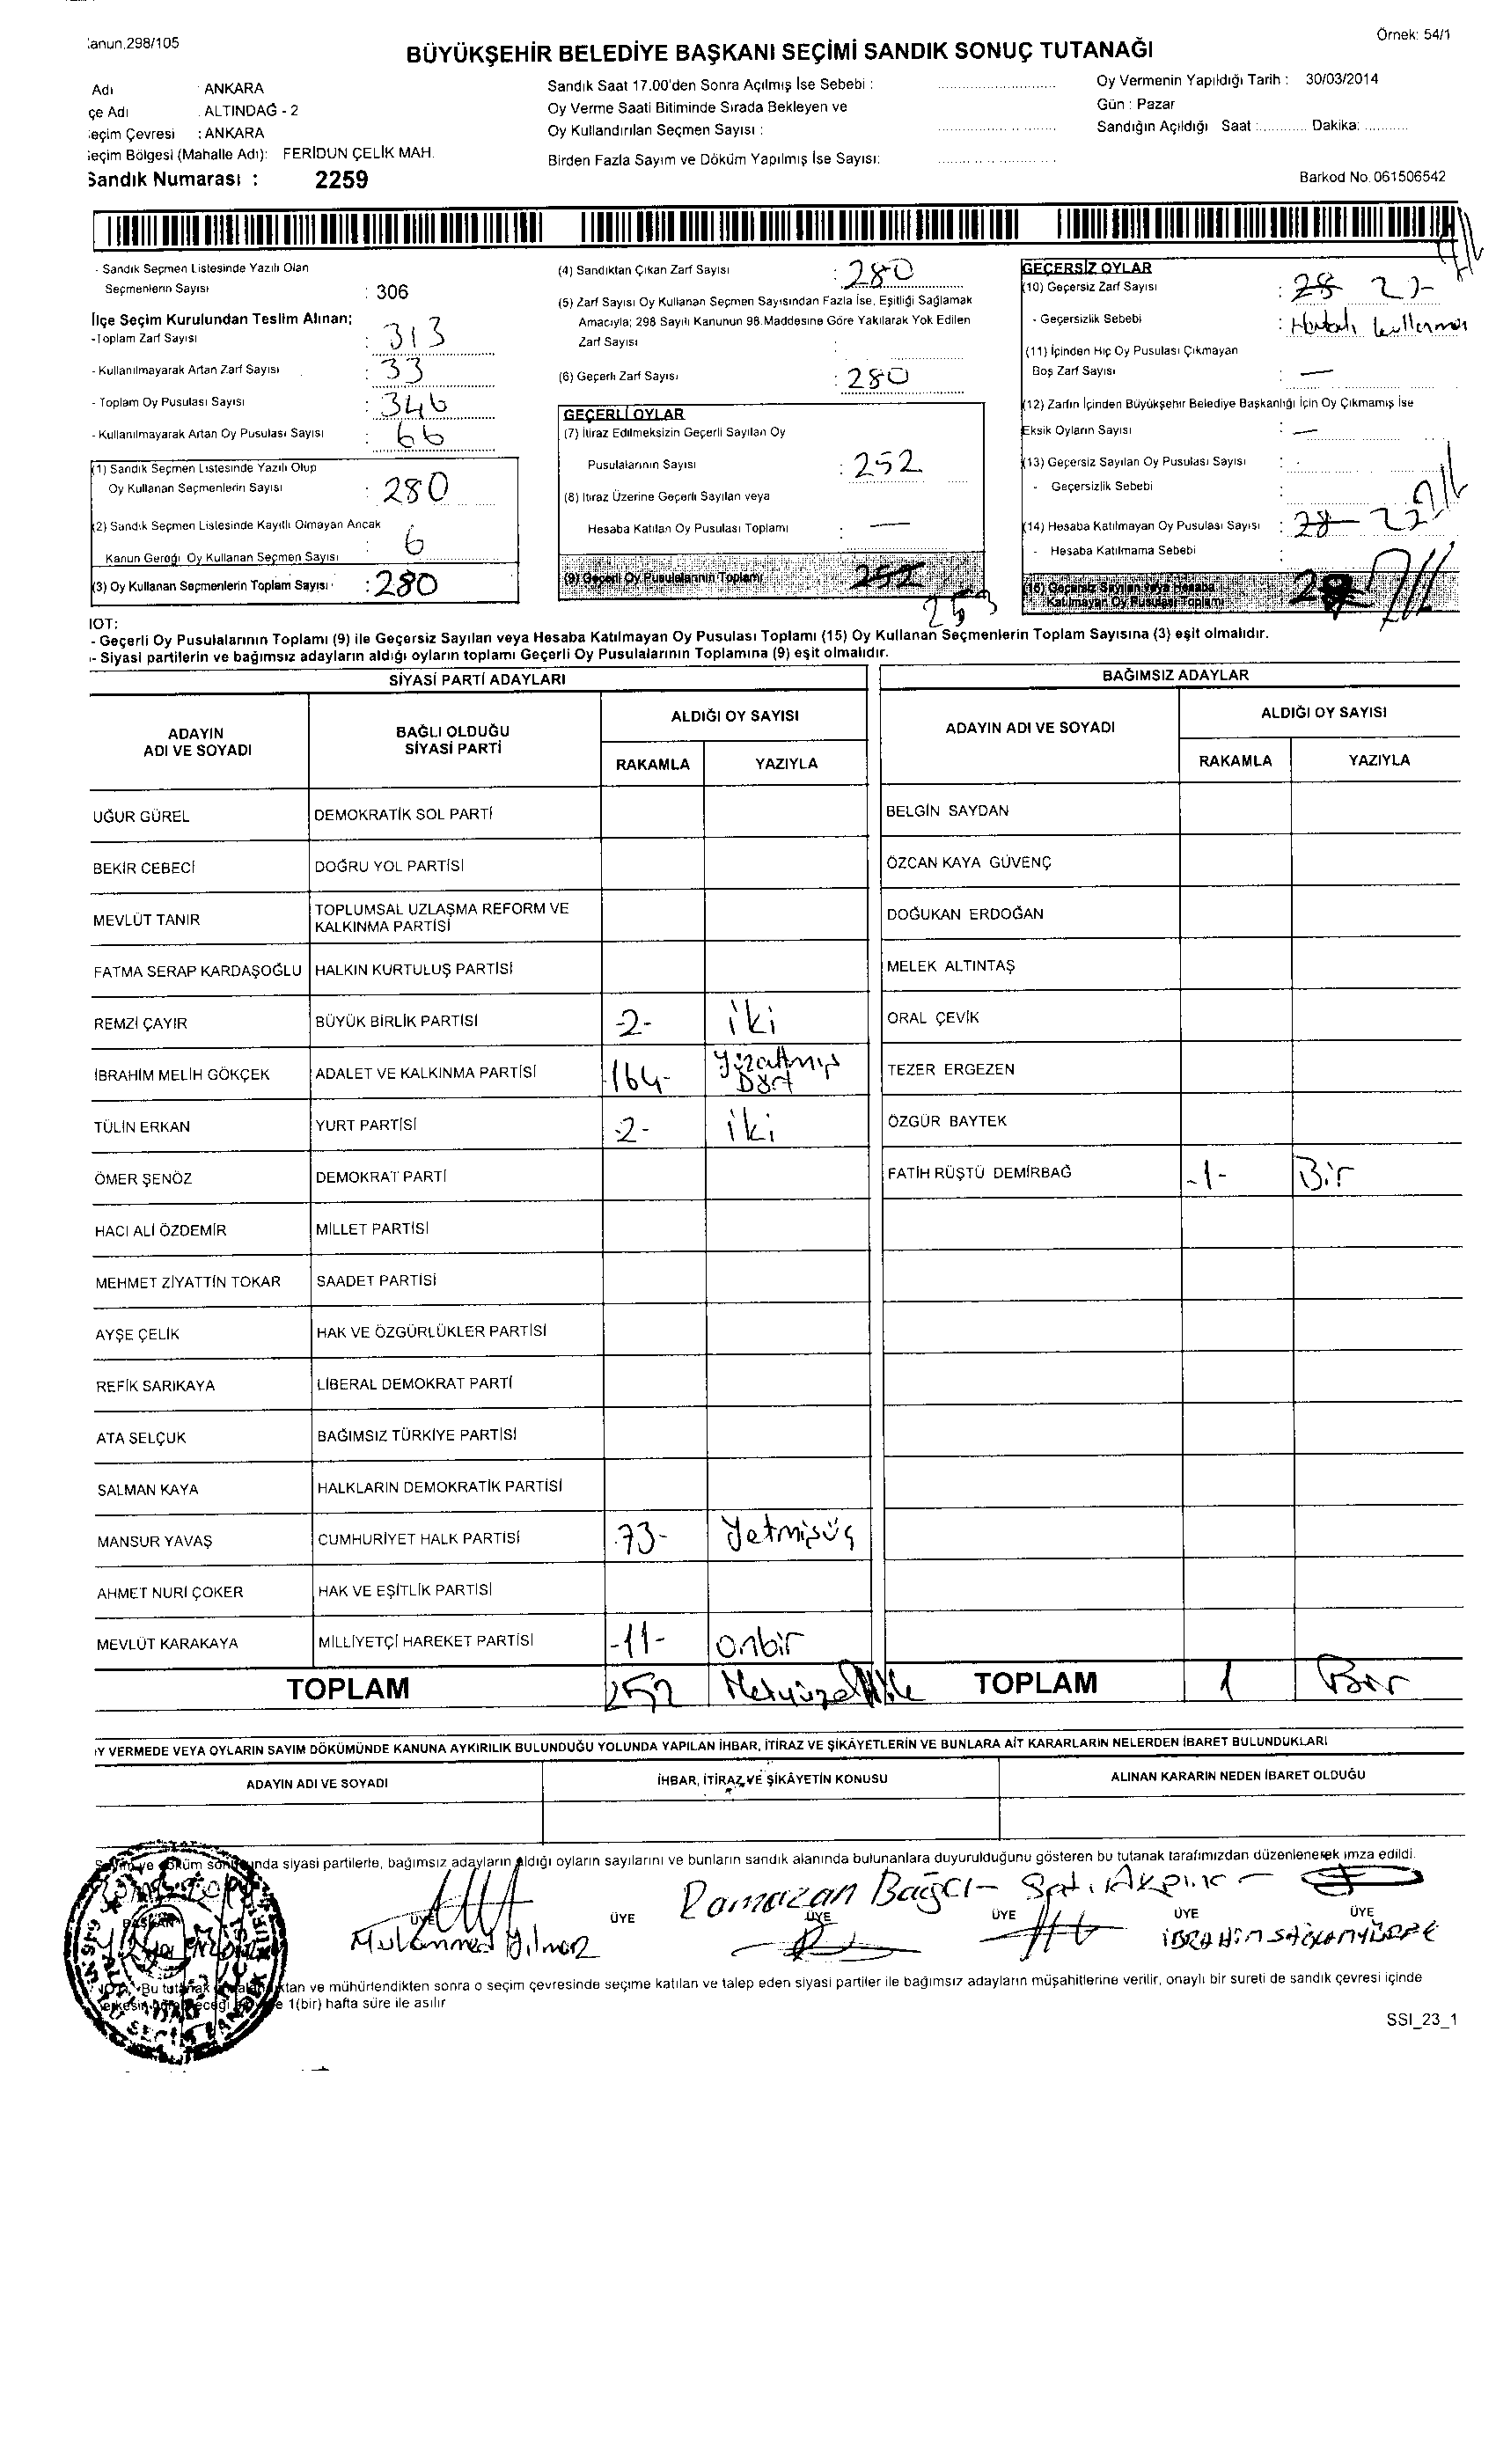 Örnek: 54/1
anun.298/105
BÜYÜKŞEHİR BELEDİYE BAŞKANI SEÇİMİ SANDIK SONUÇ TUTANAĞI
Adı : ANKARA
çe Adı : ALTINDAĞ - 2
eçim Çevresi : ANKARA
eçim Bölgesi (Mahalle Adı): FERİDUN ÇELİK MAH.
Sandık Numarası : 2259
Sandık Saat 17.00'den Sonra Açılmış İse Sebebi :
Oy Verme Saati Bitiminde Sırada Bekleyen ve
Oy Kullandırılan Seçmen Sayısı :
Birden Fazla Sayım ve Döküm Yapılmış İse Sayısı:
Oy Vermenin Yapıldığı Tarih : 30/03/2014
Gün : Pazar
Sandığın Açıldığı Saat :............ Dakika: ...........
Barkod No.061506542
- Sandık Seçmen Listesinde Yazılı Olan
Seçmenlerin Sayısı : 306
İlçe Seçim Kurulundan Teslim Alınan;
-Toplam Zarf Sayısı : 313
- Kullanılmayarak Artan Zarf Sayısı : 33
- Toplam Oy Pusulası Sayısı : 346
- Kullanılmayarak Artan Oy Pusulası Sayısı : 66
(1) Sandık Seçmen Listesinde Yazılı Olup
Oy Kullanan Seçmenlerin Sayısı : 280
(2) Sandık Seçmen Listesinde Kayıtlı Olmayan Ancak
Kanun Gereği Oy Kullanan Seçmen Sayısı : 6
(3) Oy Kullanan Seçmenlerin Toplam Sayısı : 280
(4) Sandıktan Çıkan Zarf Sayısı : 280
(5) Zarf Sayısı Oy Kullanan Seçmen Sayısından Fazla İse, Eşitliği Sağlamak
Amacıyla; 298 Sayılı Kanunun 98.Maddesine Göre Yakılarak Yok Edilen
Zarf Sayısı :
(6) Geçerli Zarf Sayısı : 280
GEÇERLİ OYLAR
(7) İtiraz Edilmeksizin Geçerli Sayılan Oy
Pusulalarının Sayısı : 252
(8) İtiraz Üzerine Geçerli Sayılan veya
Hesaba Katılan Oy Pusulası Toplamı : —
(9) Geçerli Oy Pusulalarının Toplamı 252
253
GEÇERSİZ OYLAR
(10) Geçersiz Zarf Sayısı : 28 27
- Geçersizlik Sebebi : Hatalı kullanma
(11) İçinden Hiç Oy Pusulası Çıkmayan
Boş Zarf Sayısı : —
(12) Zarfın İçinden Büyükşehir Belediye Başkanlığı İçin Oy Çıkmamış İse
Eksik Oyların Sayısı : —
(13) Geçersiz Sayılan Oy Pusulası Sayısı :
- Geçersizlik Sebebi :
(14) Hesaba Katılmayan Oy Pusulası Sayısı : 28 27
- Hesaba Katılmama Sebebi :
(15) Geçersiz Sayılan veya Hesaba
Katılmayan Oy Pusulası Toplamı
NOT:
- Geçerli Oy Pusulalarının Toplamı (9) ile Geçersiz Sayılan veya Hesaba Katılmayan Oy Pusulası Toplamı (15) Oy Kullanan Seçmenlerin Toplam Sayısına (3) eşit olmalıdır.
- Siyasi partilerin ve bağımsız adayların aldığı oyların toplamı Geçerli Oy Pusulalarının Toplamına (9) eşit olmalıdır.
SİYASİ PARTİ ADAYLARI
BAĞIMSIZ ADAYLAR
ADAYIN ADI VE SOYADI
BAĞLI OLDUĞU SİYASİ PARTİ
ALDIĞI OY SAYISI
RAKAMLA YAZIYLA
ADAYIN ADI VE SOYADI
ALDIĞI OY SAYISI
RAKAMLA YAZIYLA
UĞUR GÜREL DEMOKRATİK SOL PARTİ BELGİN SAYDAN
BEKİR CEBECİ DOĞRU YOL PARTİSİ ÖZCAN KAYA GÜVENÇ
MEVLÜT TANIR TOPLUMSAL UZLAŞMA REFORM VE KALKINMA PARTİSİ DOĞUKAN ERDOĞAN
FATMA SERAP KARDAŞOĞLU HALKIN KURTULUŞ PARTİSİ MELEK ALTINTAŞ
REMZİ ÇAYIR BÜYÜK BİRLİK PARTİSİ -2- iki ORAL ÇEVİK
İBRAHİM MELİH GÖKÇEK ADALET VE KALKINMA PARTİSİ 164- yüzaltmış Dört TEZER ERGEZEN
TÜLİN ERKAN YURT PARTİSİ -2- iki ÖZGÜR BAYTEK
ÖMER ŞENÖZ DEMOKRAT PARTİ FATİH RÜŞTÜ DEMİRBAĞ -1- Bir
HACI ALİ ÖZDEMİR MİLLET PARTİSİ
MEHMET ZİYATTİN TOKAR SAADET PARTİSİ
AYŞE ÇELİK HAK VE ÖZGÜRLÜKLER PARTİSİ
REFİK SARIKAYA LİBERAL DEMOKRAT PARTİ
ATA SELÇUK BAĞIMSIZ TÜRKİYE PARTİSİ
SALMAN KAYA HALKLARIN DEMOKRATİK PARTİSİ
MANSUR YAVAŞ CUMHURİYET HALK PARTİSİ -73- Yetmişüç
AHMET NURİ ÇOKER HAK VE EŞİTLİK PARTİSİ
MEVLÜT KARAKAYA MİLLİYETÇİ HAREKET PARTİSİ -11- onbir
TOPLAM 252 TOPLAM 1 Bir
Y VERMEDE VEYA OYLARIN SAYIM DÖKÜMÜNDE KANUNA AYKIRILIK BULUNDUĞU YOLUNDA YAPILAN İHBAR, İTİRAZ VE ŞİKÂYETLERİN VE BUNLARA AİT KARARLARIN NELERDEN İBARET BULUNDUKLARI
ADAYIN ADI VE SOYADI İHBAR, İTİRAZ VE ŞİKÂYETİN KONUSU ALINAN KARARIN NEDEN İBARET OLDUĞU
Sayım ve döküm sonucunda siyasi partilerle, bağımsız adayların aldığı oyların sayılarını ve bunların sandık alanında bulunanlara duyurulduğunu gösteren bu tutanak tarafımızdan düzenlenerek imza edildi.
BAŞKAN ÜYE ÜYE ÜYE ÜYE ÜYE ÜYE
Muhammed Yılmaz
Ramazan Bağcı
Satı Akpınar
Bu tutanak ktan ve mühürlendikten sonra o seçim çevresinde seçime katılan ve talep eden siyasi partiler ile bağımsız adayların müşahitlerine verilir, onaylı bir sureti de sandık çevresi içinde
1(bir) hafta süre ile asılır
SSI_23_1